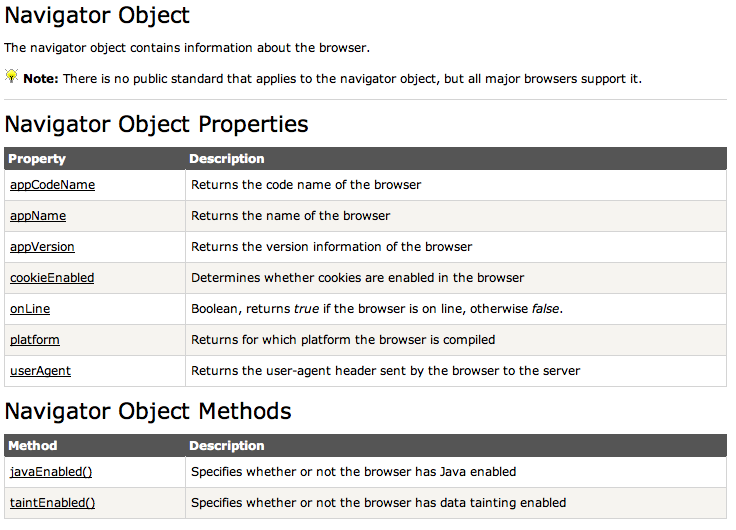 Navigator Object
The navigator object contains information about the browser.
Note: There is no public standard that applies to the navigator object, but all major browsers support it.
Navigator Object Properties
Property Description
appCodeName Returns the code name of the browser
appName Returns the name of the browser
appVersion Returns the version information of the browser
cookieEnabled Determines whether cookies are enabled in the browser
onLine Boolean, returns true if the browser is on line, otherwise false.
platform Returns for which platform the browser is compiled
userAgent Returns the user-agent header sent by the browser to the server
Navigator Object Methods
Method Description
javaEnabled() Specifies whether or not the browser has Java enabled
taintEnabled() Specifies whether or not the browser has data tainting enabled